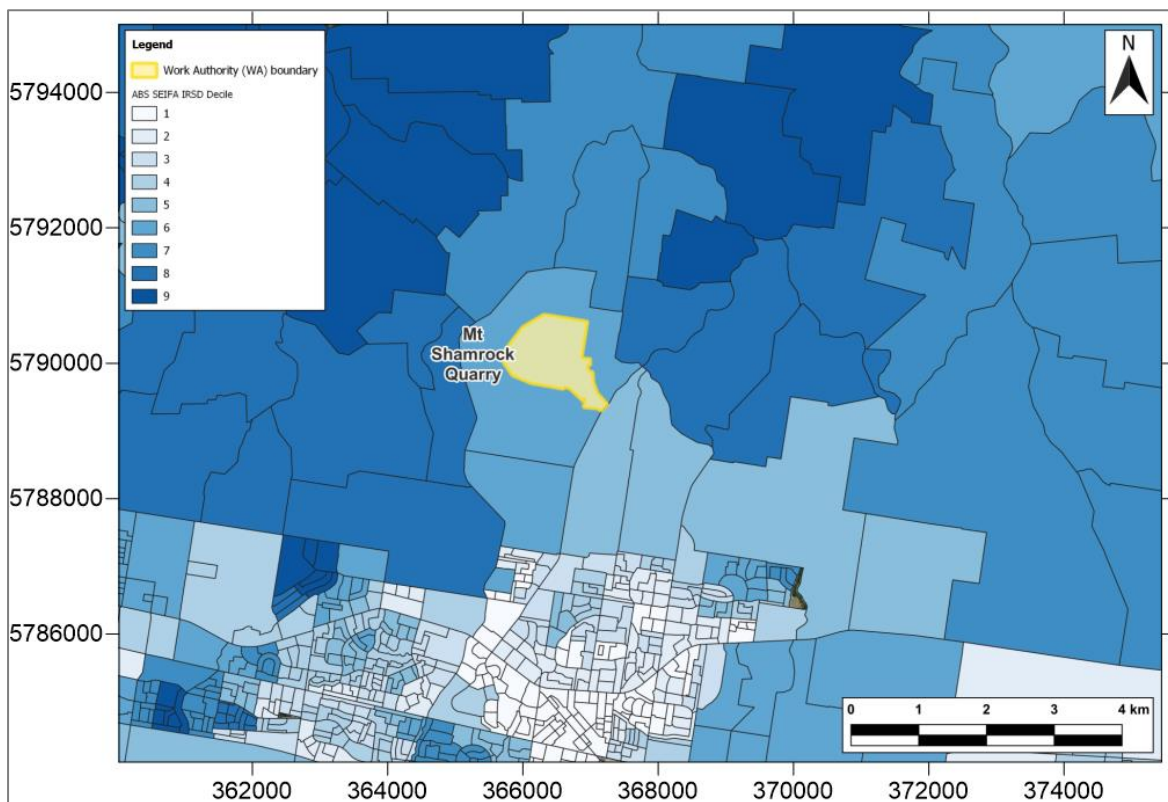 Legend
Work Authority (WA) boundary
ABS SEIFA IRSD Decile
1
2
3
4
5
6
7
8
9
N
5794000
5792000
5790000
5788000
5786000
Mt
Shamrock
Quarry
0 1 2 3 4 km
362000 364000 366000 368000 370000 372000 374000